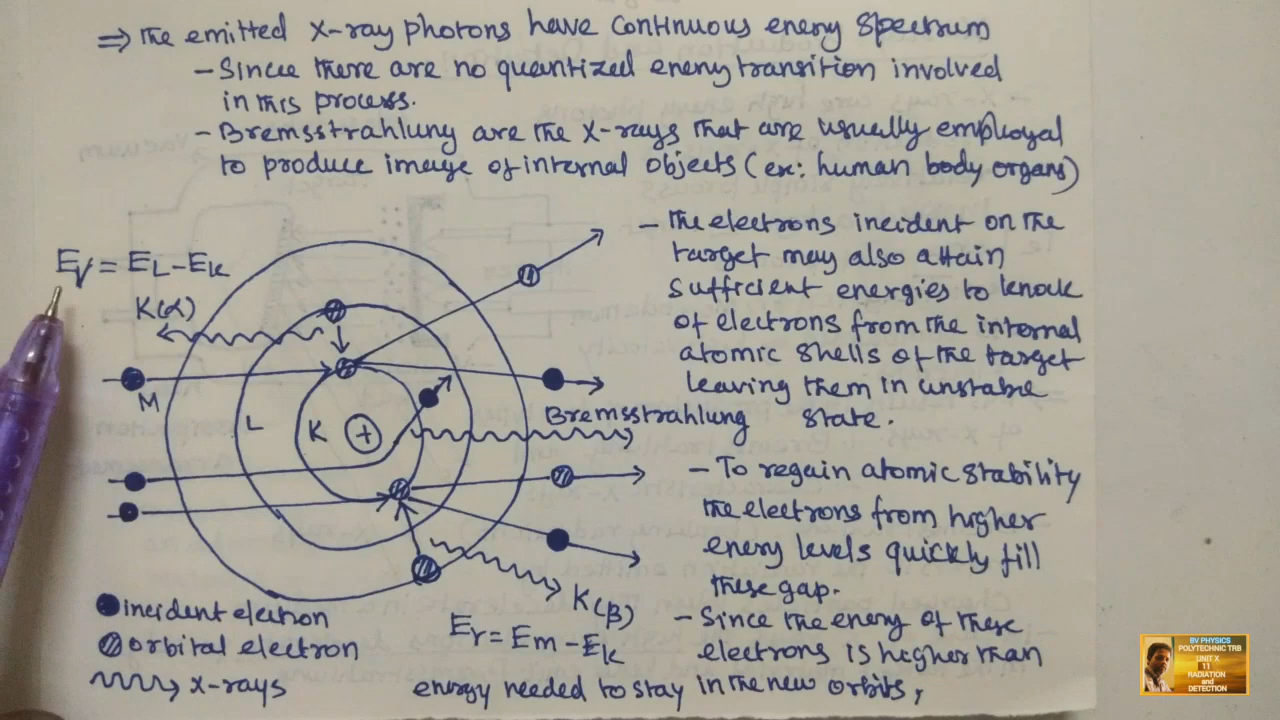 ⇒ The emitted X-ray photons have continuous enery spectrum
- Since there are no quantized enery transition involved
in this process.
- Bremsstrahlung are the X-rays that are usually employed
to produce image of internal objects (ex: human body organs)
- The electrons incident on the
target may also attain
sufficient energies to knock
of electrons from the internal
atomic shells of the target
leaving them in unstable
state.
Eγ = EL - EK
K(α)
M
L
K
+
Bremsstrahlung
- To regain atomic stability
the electrons from higher
enery levels quickly fill
these gap.
K(β)
Er = Em - EK
incident electron
orbital electron
X-rays
- Since the energy of these
electrons is higher than
energy needed to stay in the new orbits,
BV PHYSICS
POLYTECHNIC TRB
UNIT X
11
RADIATION
and
DETECTION